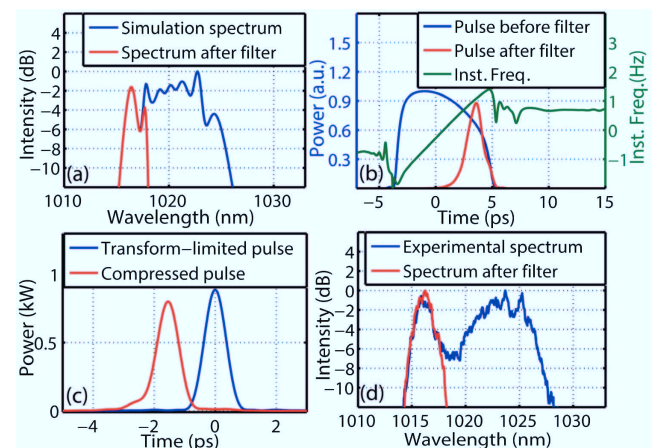 Simulation spectrum
Spectrum after filter
Intensity (dB)
4
2
0
−2
−4
−6
−8
−10
(a)
1010 1020 1030
Wavelength (nm)
Pulse before filter
Pulse after filter
Inst. Freq.
Power (a.u.)
1.5
1.2
0.9
0.6
0.3
3
2
1
0
−1
Inst. Freq.(Hz)
(b)
−5 0 5 10 15
Time (ps)
Transform−limited pulse
Compressed pulse
Power (kW)
1
0.5
0
(c)
−4 −2 0 2
Time (ps)
Experimental spectrum
Spectrum after filter
Intensity (dB)
4
2
0
−2
−4
−6
−8
−10
(d)
1010 1015 1020 1025 1030
Wavelength (nm)